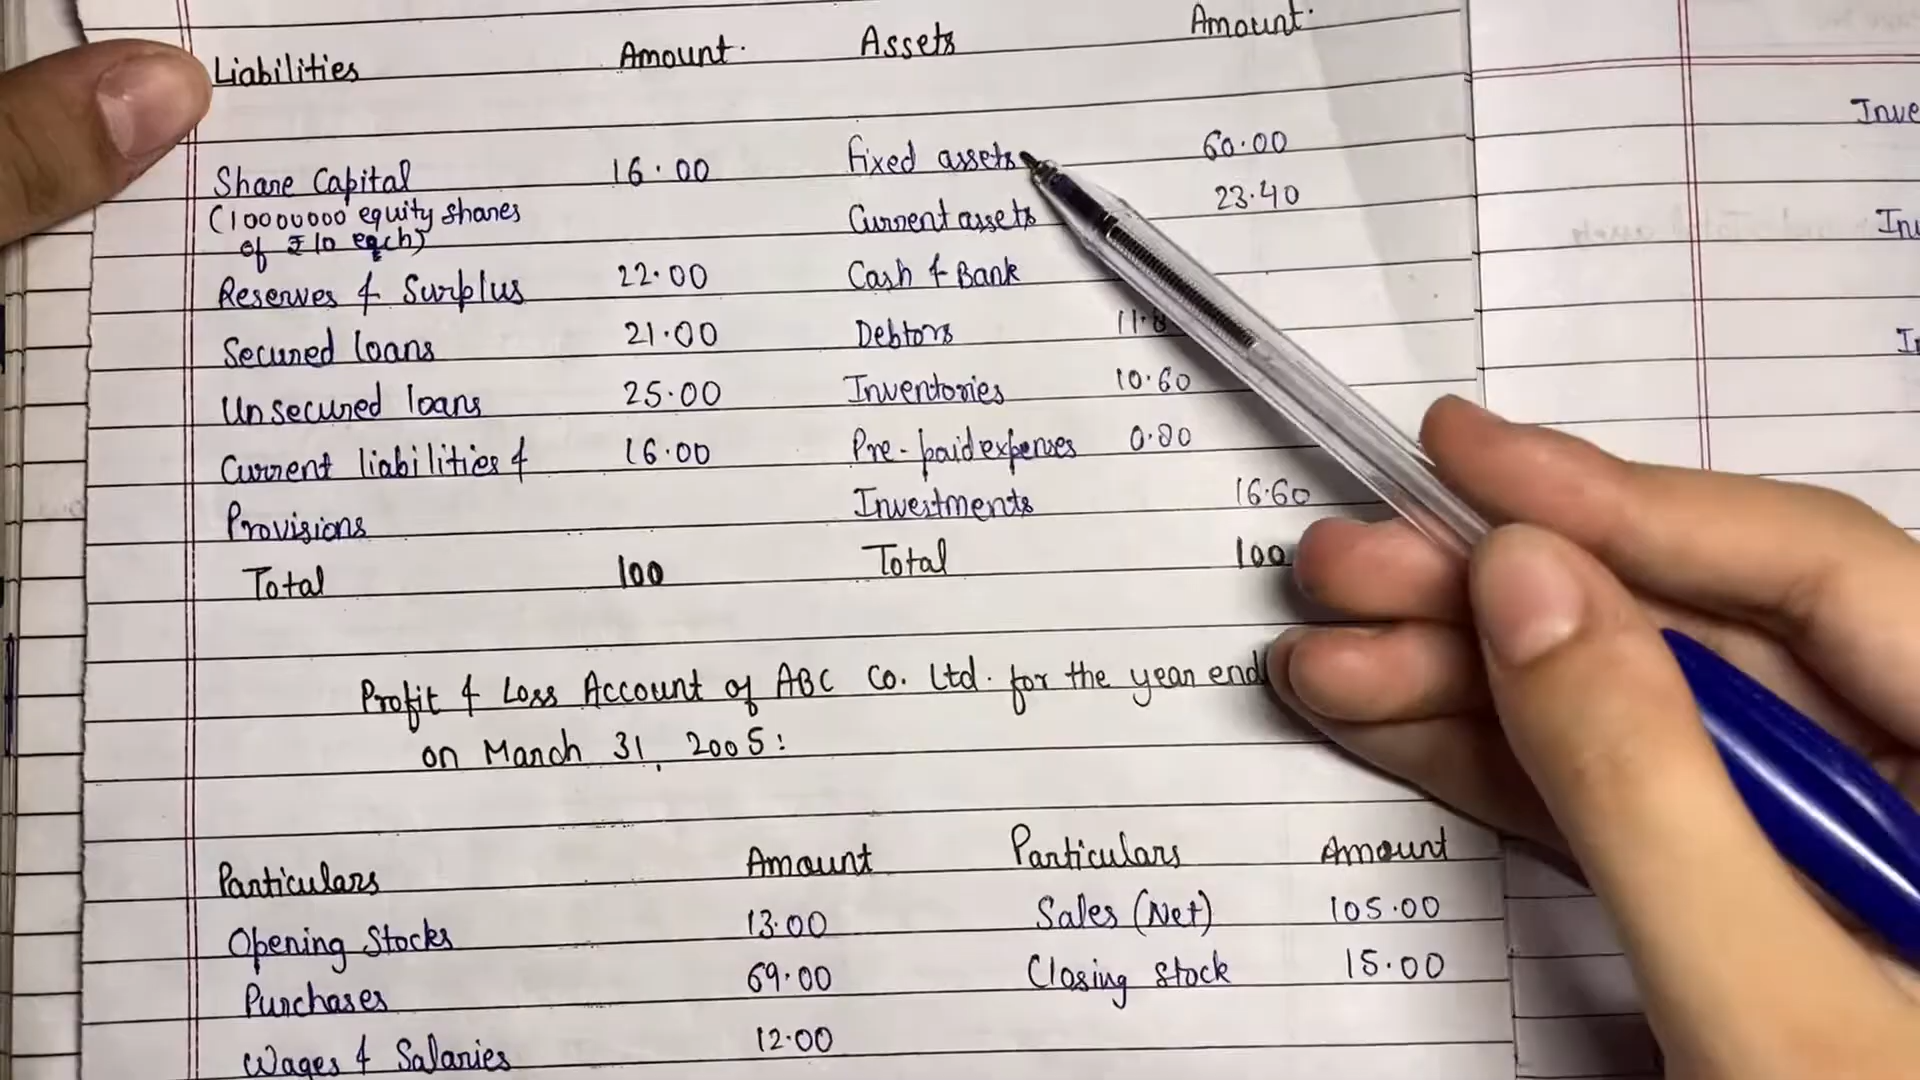 Liabilities Amount. Assets Amount.
Share Capital 16.00 Fixed assets 60.00
(10000000 equity shares of ₹10 each) Current assets 23.40
Reserves & Surplus 22.00 Cash & Bank
Secured loans 21.00 Debtors
Unsecured loans 25.00 Inventories 10.60
Current liabilities & 16.00 Pre-paid expenses 0.80
Provisions Investments 16.60
Total 100 Total 100
Profit & Loss Account of ABC Co. Ltd. for the year end
on March 31, 2005:
Particulars Amount Particulars Amount
Opening Stocks 13.00 Sales (Net) 105.00
Purchases 69.00 Closing stock 15.00
Wages & Salaries 12.00